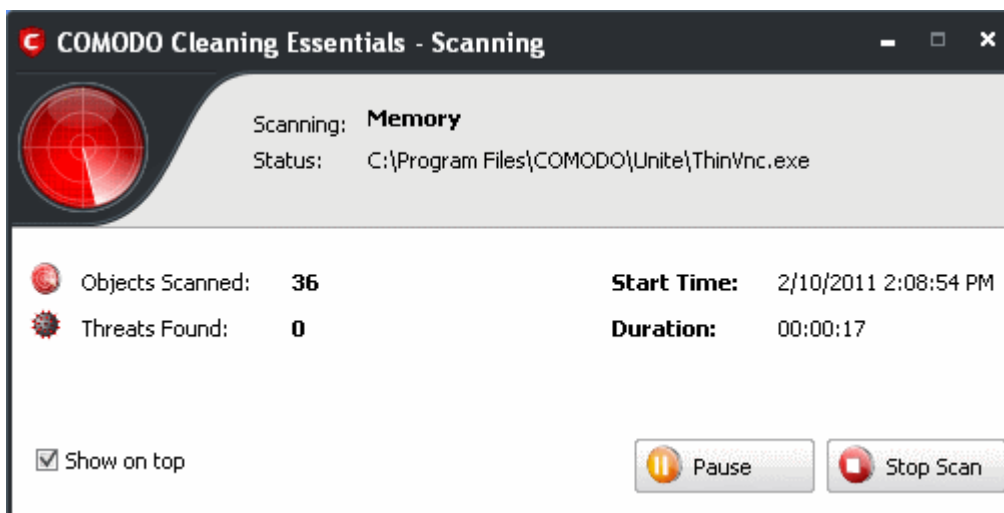 COMODO Cleaning Essentials - Scanning
Scanning: Memory
Status: C:\Program Files\COMODO\Unite\ThinVnc.exe
Objects Scanned: 36
Start Time: 2/10/2011 2:08:54 PM
Threats Found: 0
Duration: 00:00:17
Show on top
Pause
Stop Scan